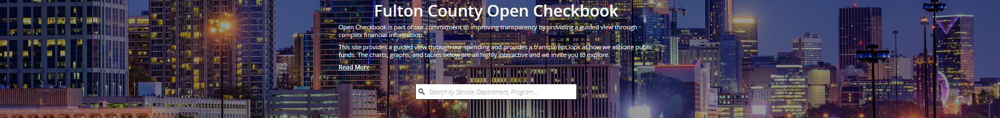 Fulton County Open Checkbook
Open Checkbook is part of our commitment to improving transparency by providing a guided view through
complex financial information.
This site provides a guided view through our spending and provides a transparent look at how we allocate public
funds. The charts, graphs, and tables below are all highly interactive and we invite you to explore.
Read More
Search by Service, Department, Program...